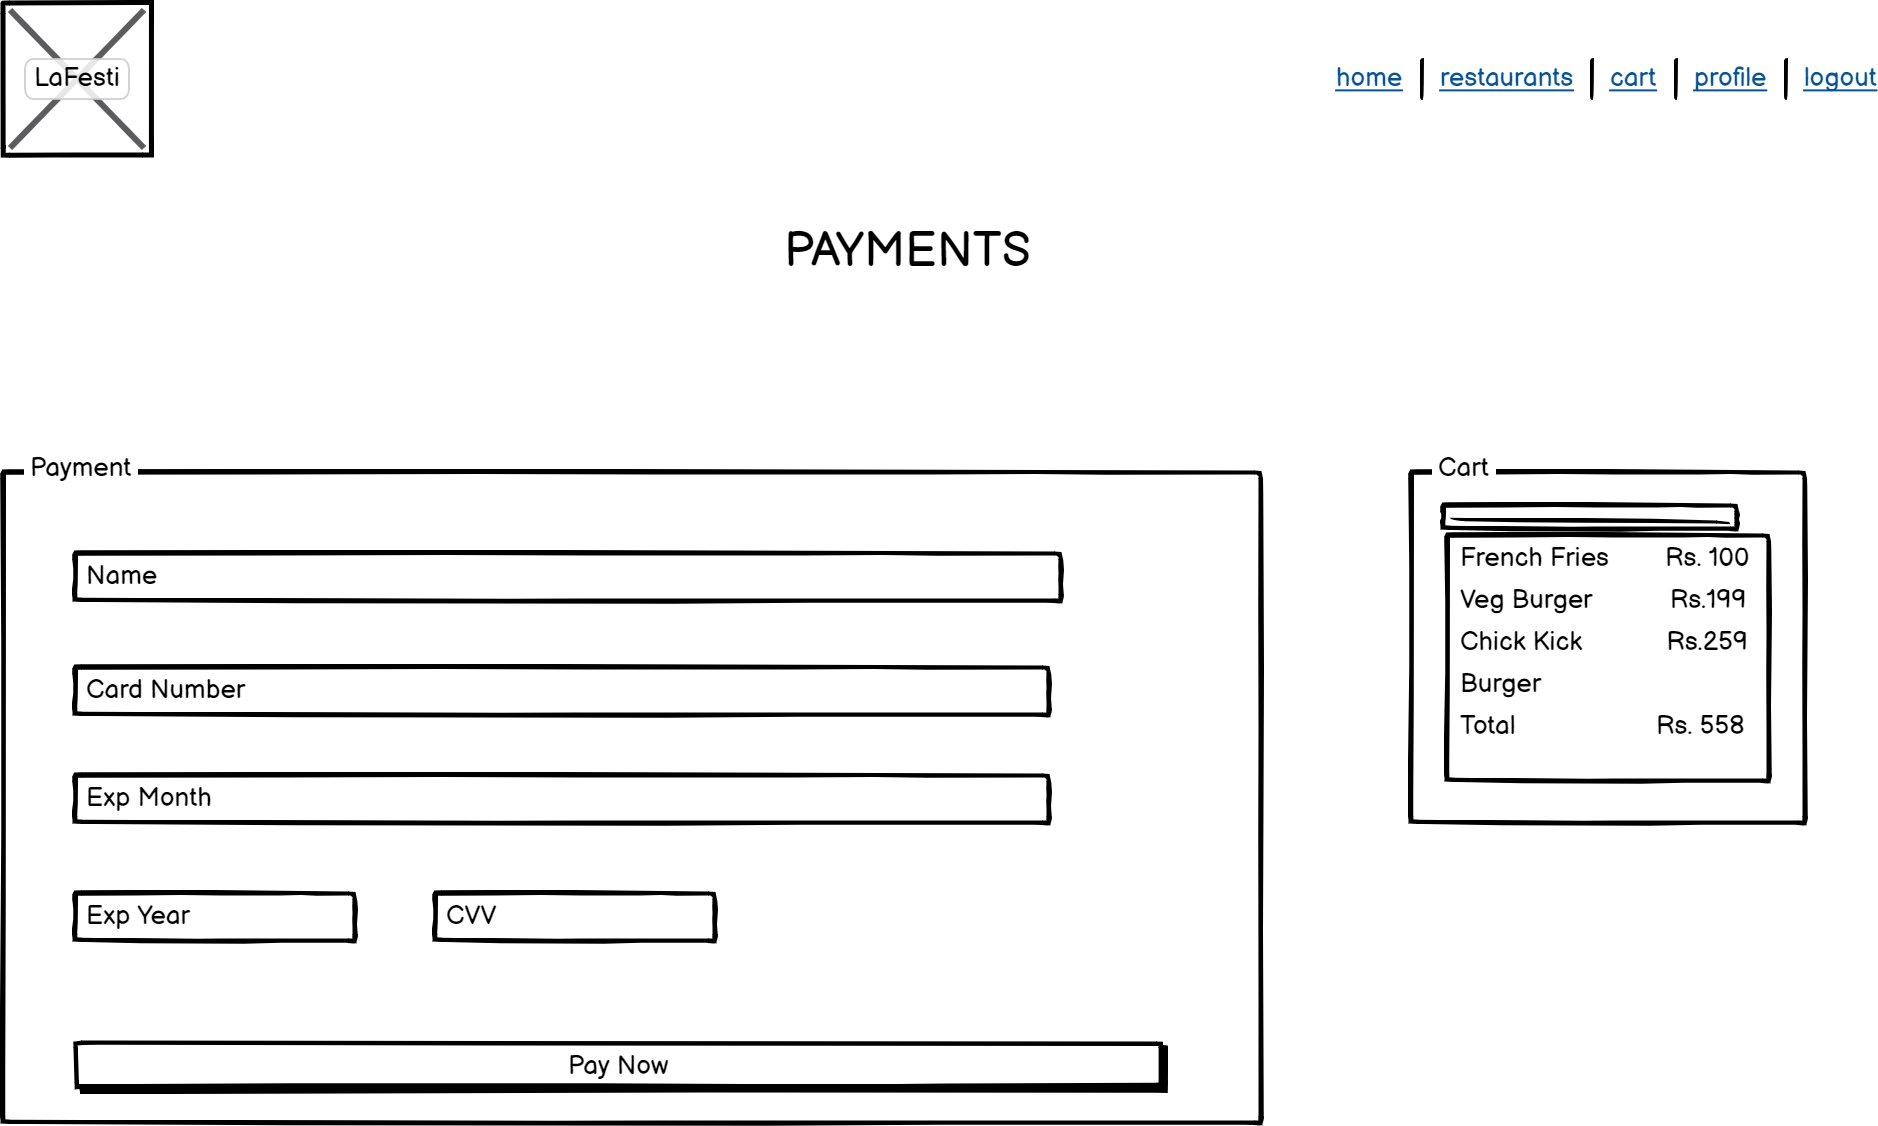 LaFesti
home restaurants cart profile logout
PAYMENTS
Payment
Name
Card Number
Exp Month
Exp Year CVV
Pay Now
Cart
French Fries Rs. 100
Veg Burger Rs.199
Chick Kick Rs.259
Burger
Total Rs. 558